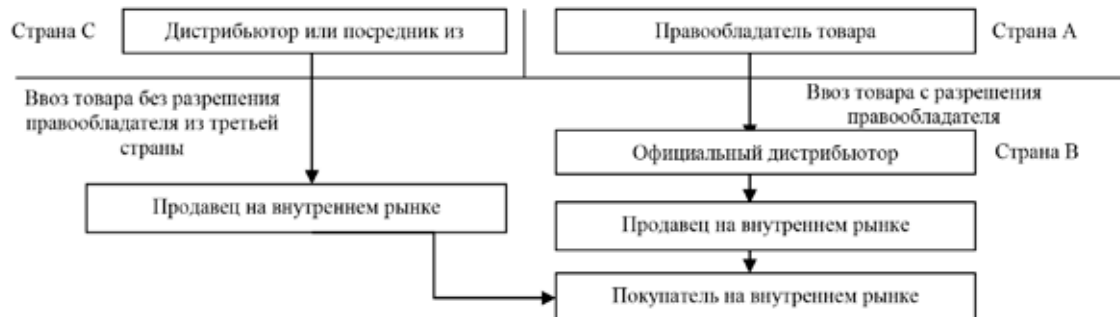 Страна С
Дистрибьютор или посредник из
Правообладатель товара
Страна А
Ввоз товара без разрешения
правообладателя из третьей
страны
Ввоз товара с разрешения
правообладателя
Официальный дистрибьютор
Страна В
Продавец на внутреннем рынке
Продавец на внутреннем рынке
Покупатель на внутреннем рынке